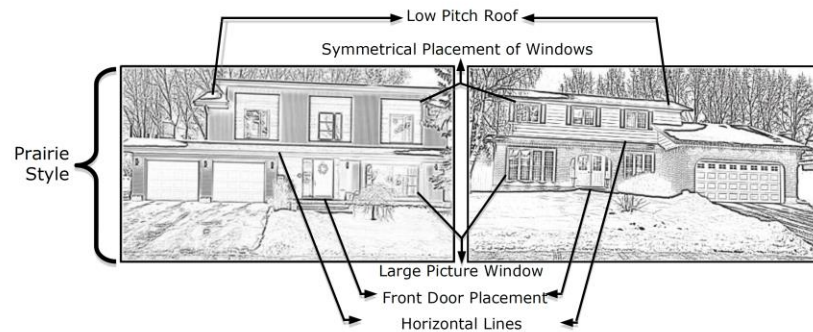 Low Pitch Roof
Symmetrical Placement of Windows
Prairie
Style
Large Picture Window
Front Door Placement
Horizontal Lines